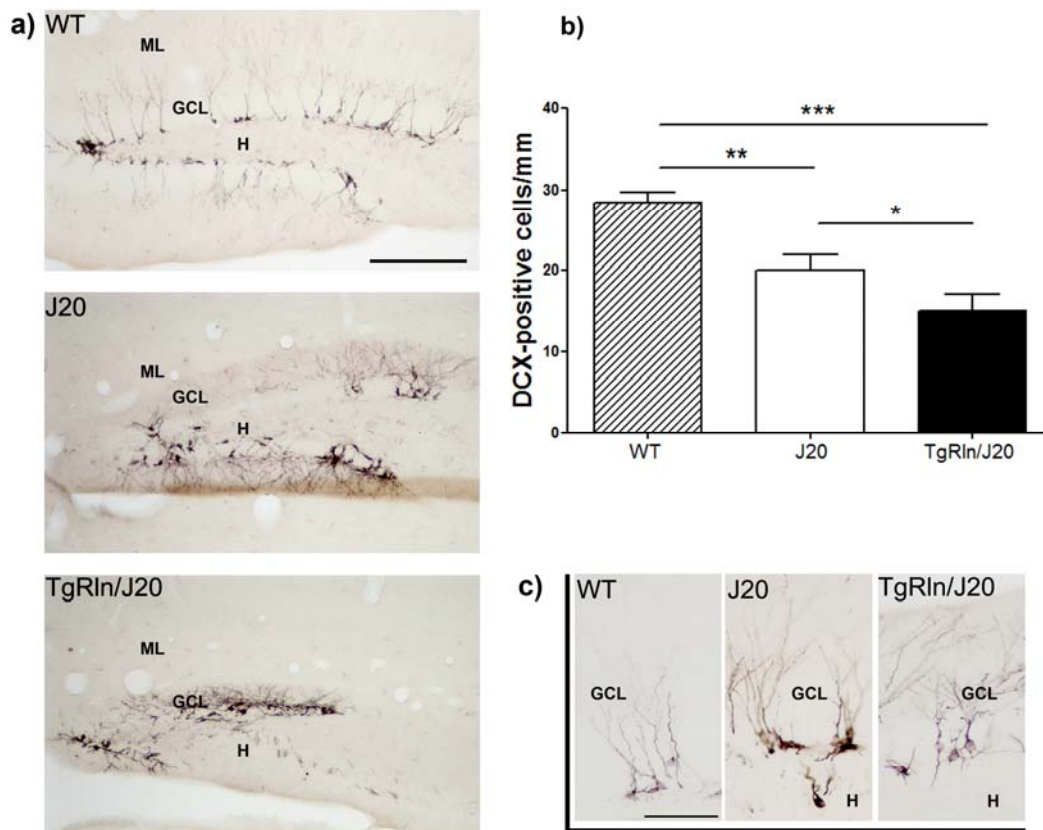 a)
WT
ML
GCL
H
J20
ML
GCL
H
TgRln/J20
ML
GCL
H
b)
DCX-positive cells/mm
40
30
20
10
0
***
**
*
WT
J20
TgRln/J20
c)
WT
GCL
J20
GCL
H
TgRln/J20
GCL
H